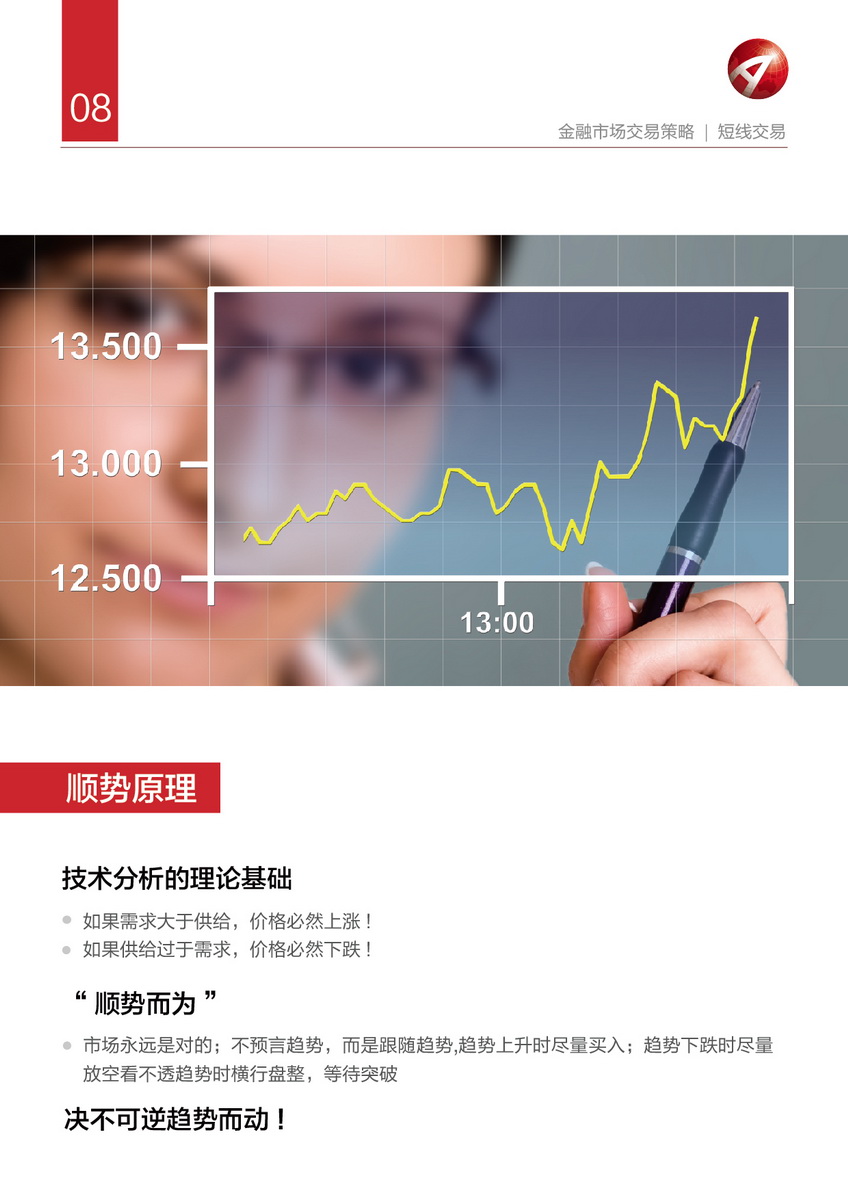 08
金融市场交易策略 | 短线交易
13.500
13.000
12.500
13:00
顺势原理
技术分析的理论基础
如果需求大于供给，价格必然上涨！
如果供给过于需求，价格必然下跌！
“ 顺势而为 ”
市场永远是对的；不预言趋势，而是跟随趋势,趋势上升时尽量买入；趋势下跌时尽量
放空看不透趋势时横行盘整，等待突破
决不可逆趋势而动！